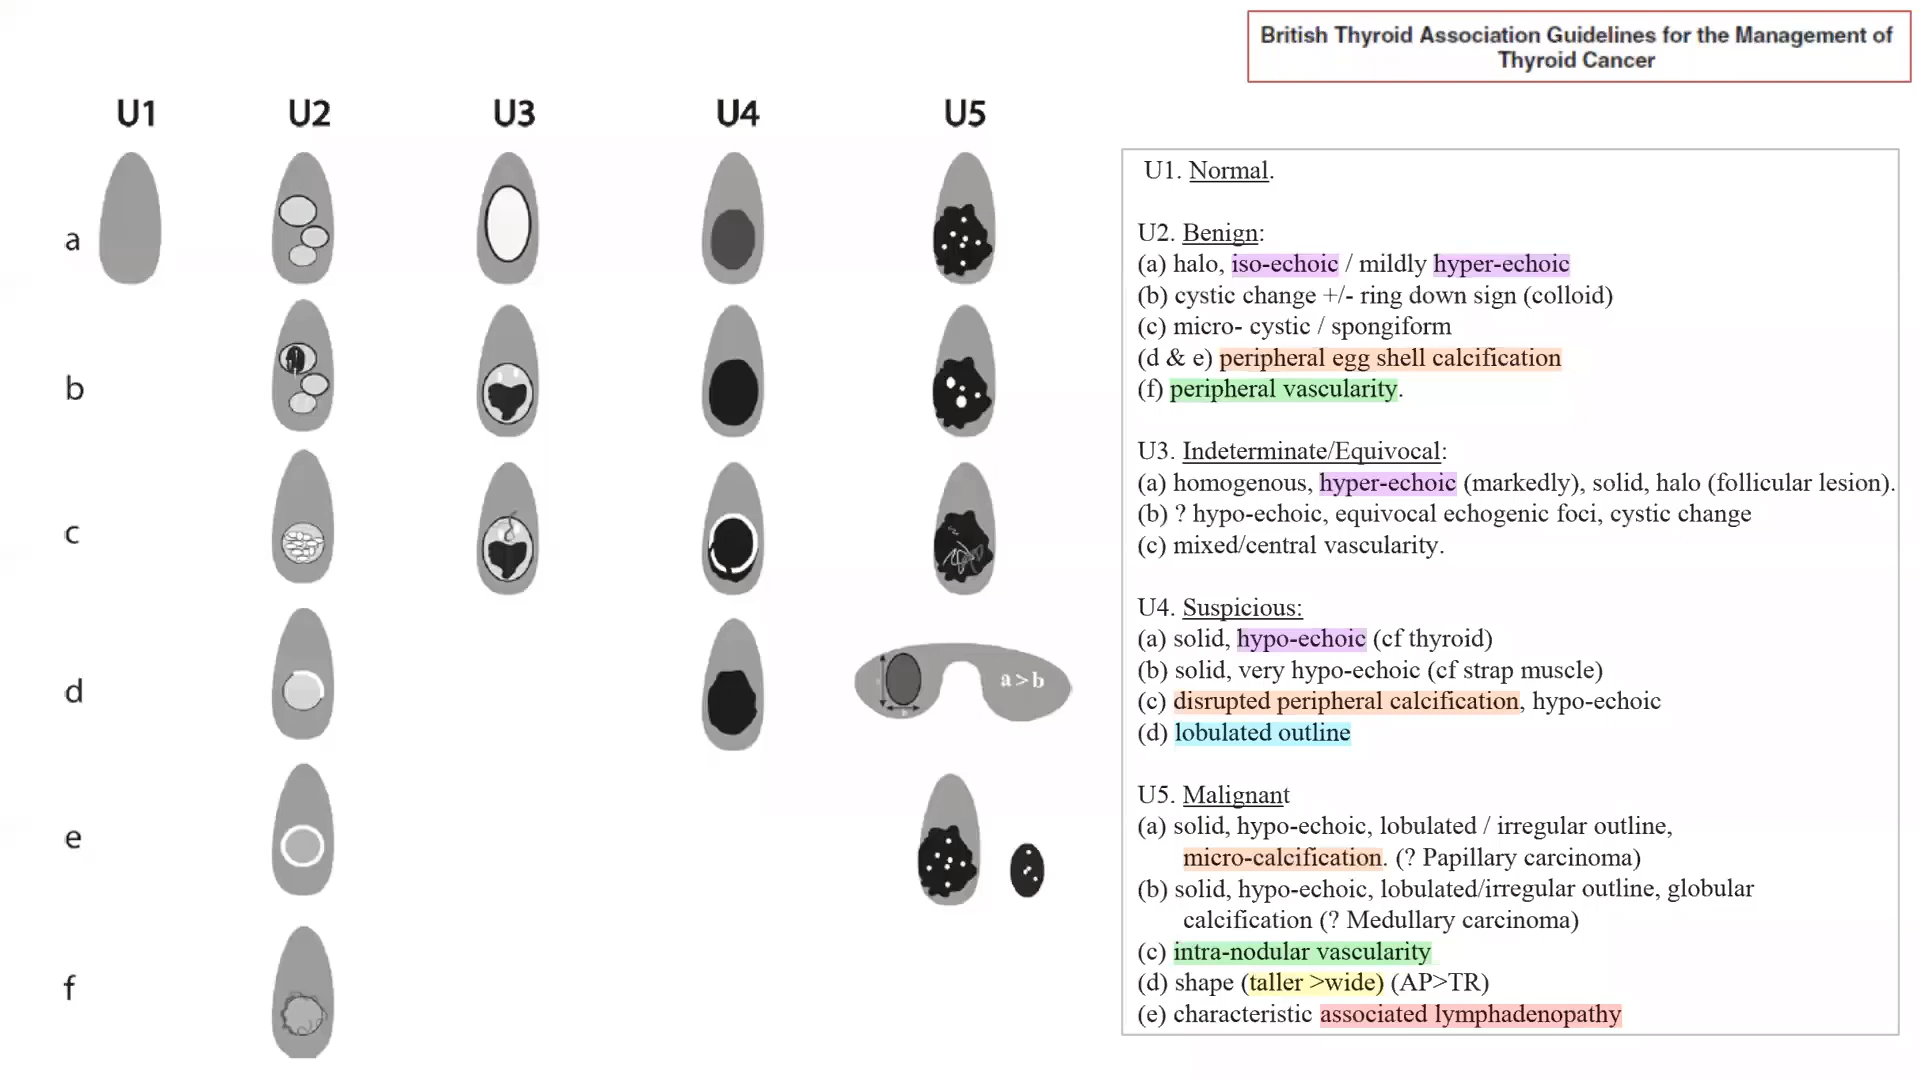 British Thyroid Association Guidelines for the Management of
Thyroid Cancer
U1 U2 U3 U4 U5
a
b
c
d
a > b
e
f
U1. Normal.
U2. Benign:
(a) halo, iso-echoic / mildly hyper-echoic
(b) cystic change +/- ring down sign (colloid)
(c) micro- cystic / spongiform
(d & e) peripheral egg shell calcification
(f) peripheral vascularity.
U3. Indeterminate/Equivocal:
(a) homogenous, hyper-echoic (markedly), solid, halo (follicular lesion).
(b) ? hypo-echoic, equivocal echogenic foci, cystic change
(c) mixed/central vascularity.
U4. Suspicious:
(a) solid, hypo-echoic (cf thyroid)
(b) solid, very hypo-echoic (cf strap muscle)
(c) disrupted peripheral calcification, hypo-echoic
(d) lobulated outline
U5. Malignant
(a) solid, hypo-echoic, lobulated / irregular outline,
micro-calcification. (? Papillary carcinoma)
(b) solid, hypo-echoic, lobulated/irregular outline, globular
calcification (? Medullary carcinoma)
(c) intra-nodular vascularity
(d) shape (taller >wide) (AP>TR)
(e) characteristic associated lymphadenopathy